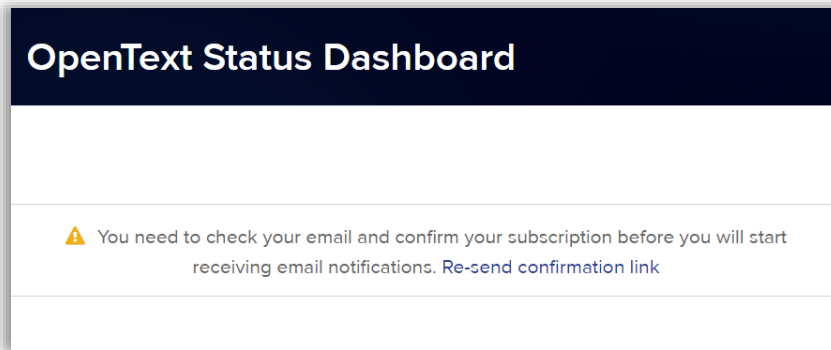 OpenText Status Dashboard
You need to check your email and confirm your subscription before you will start
receiving email notifications. Re-send confirmation link